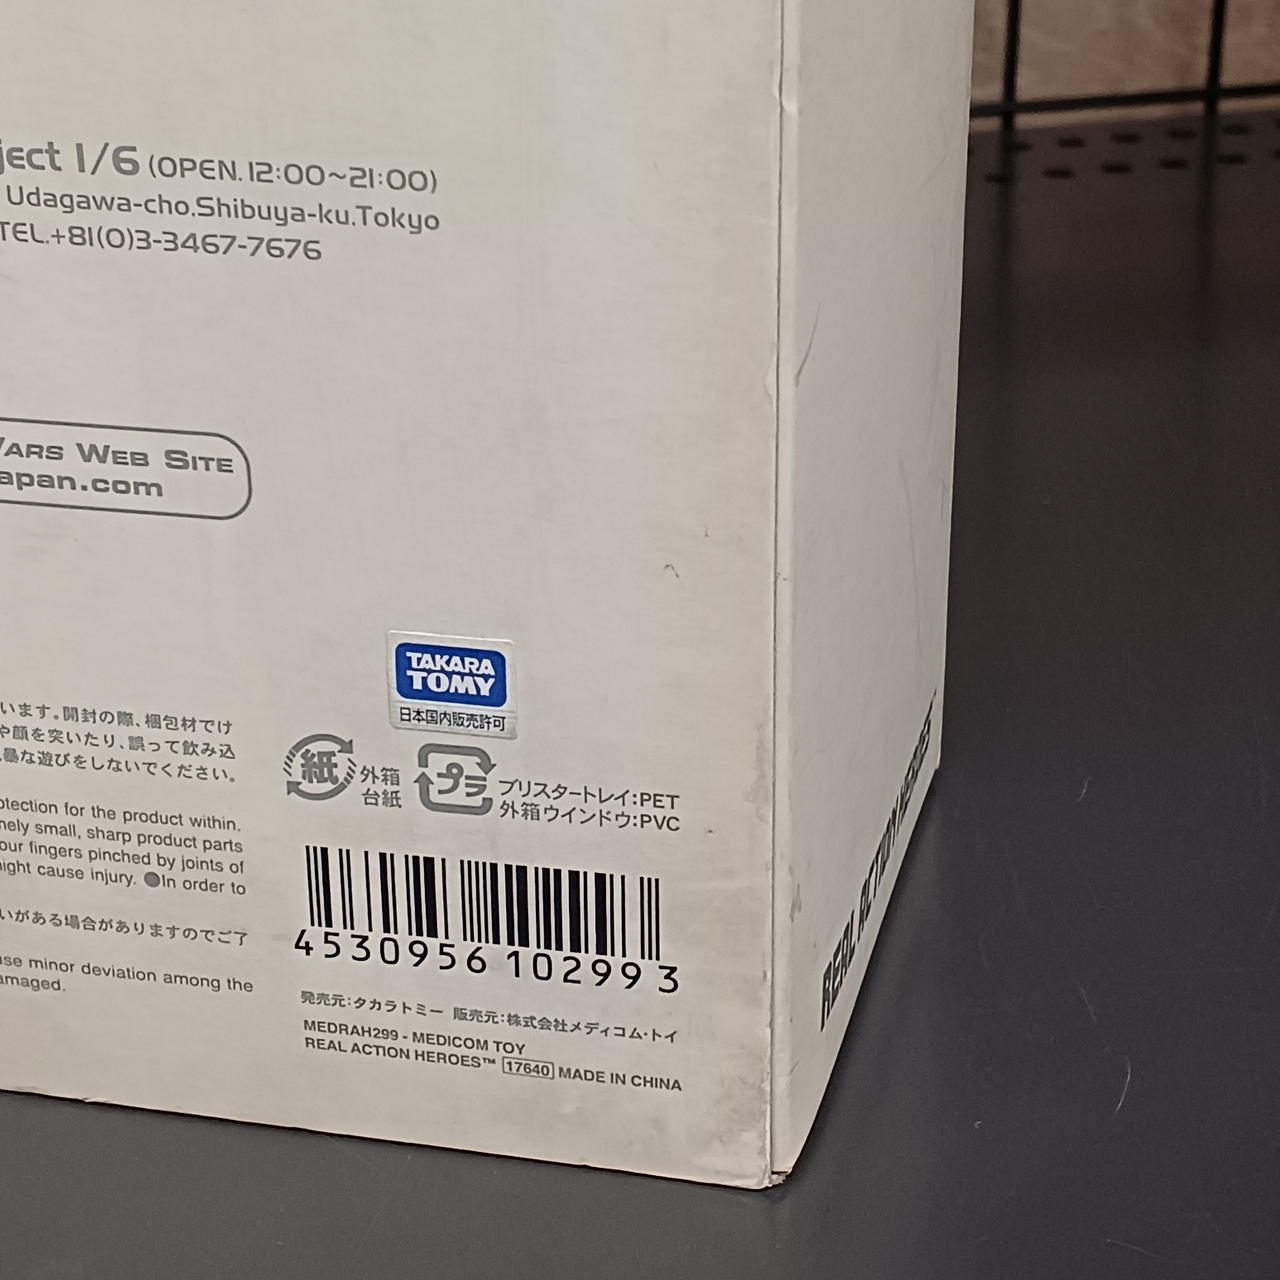 ject 1/6 (OPEN. 12:00~21:00)
Udagawa-cho.Shibuya-ku.Tokyo
TEL.+81(0)3-3467-7676
WARS WEB SITE
apan.com
TAKARA
TOMY
日本国内販売許可
います。開封の際、梱包材でけ
や顔を突いたり、誤って飲み込
暴な遊びをしないでください。
紙 外箱
台紙
プラ ブリスタートレイ:PET
外箱ウインドウ:PVC
otection for the product within.
nely small, sharp product parts
our fingers pinched by joints of
night cause injury. ●In order to
いがある場合がありますのでご了
se minor deviation among the
amaged.
4530956102993
発売元:タカラトミー 販売元:株式会社メディコム・トイ
MEDRAH299 - MEDICOM TOY
REAL ACTION HEROES™ 17640 MADE IN CHINA
REAL ACTION HEROES